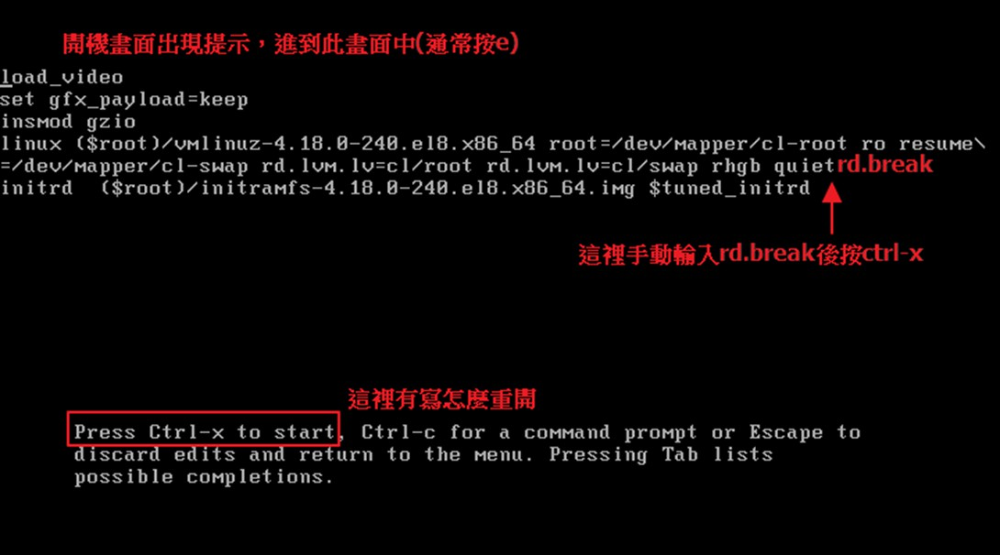 開機畫面出現提示，進到此畫面中(通常按e)
load_video
set gfx_payload=keep
insmod gzio
linux ($root)/vmlinuz-4.18.0-240.el8.x86_64 root=/dev/mapper/cl-root ro resume\
=/dev/mapper/cl-swap rd.lvm.lv=cl/root rd.lvm.lv=cl/swap rhgb quiet rd.break
initrd  ($root)/initramfs-4.18.0-240.el8.x86_64.img $tuned_initrd
這裡手動輸入rd.break後按ctrl-x
這裡有寫怎麼重開
Press Ctrl-x to start, Ctrl-c for a command prompt or Escape to
discard edits and return to the menu. Pressing Tab lists
possible completions.